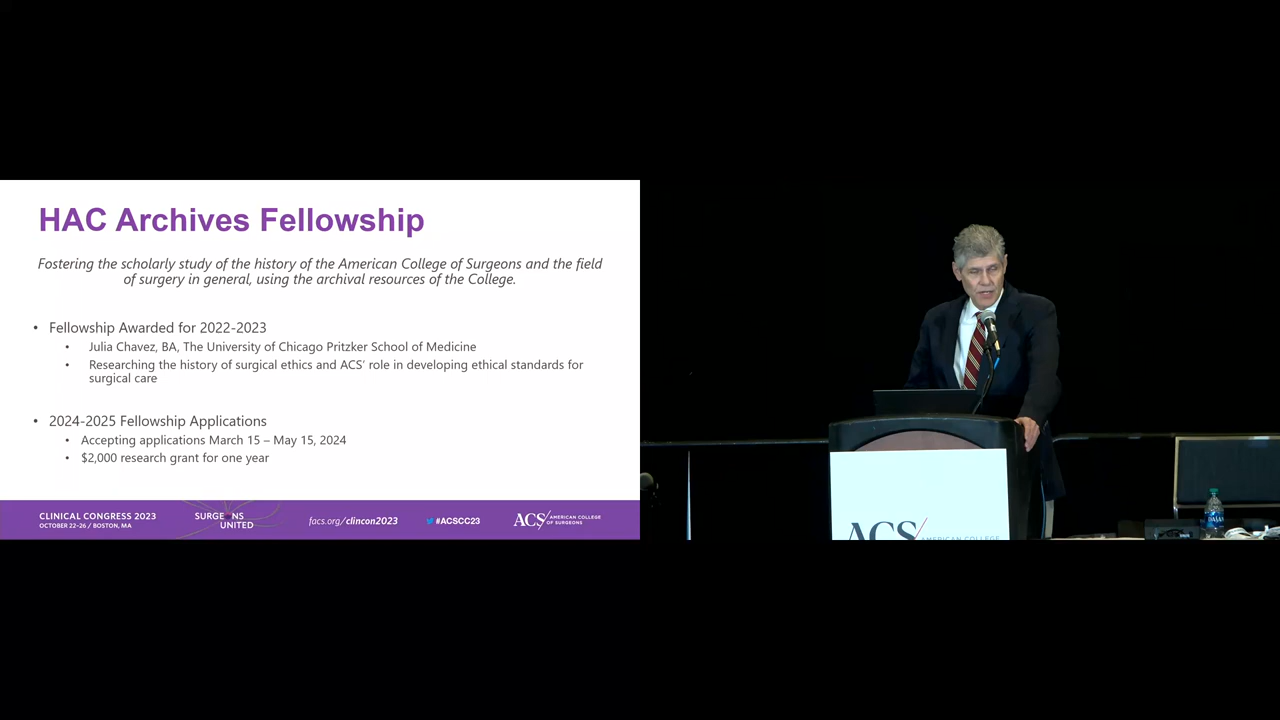 HAC Archives Fellowship
Fostering the scholarly study of the history of the American College of Surgeons and the field
of surgery in general, using the archival resources of the College.
• Fellowship Awarded for 2022-2023
• Julia Chavez, BA, The University of Chicago Pritzker School of Medicine
• Researching the history of surgical ethics and ACS’ role in developing ethical standards for
surgical care
• 2024-2025 Fellowship Applications
• Accepting applications March 15 – May 15, 2024
• $2,000 research grant for one year
CLINICAL CONGRESS 2023
OCTOBER 22-26 / BOSTON, MA
SURGEONS
UNITED
facs.org/clincon2023
#ACSCC23
ACS/ AMERICAN COLLEGE
OF SURGEONS
ACS/ AMERICAN COLLEGE
DASANI